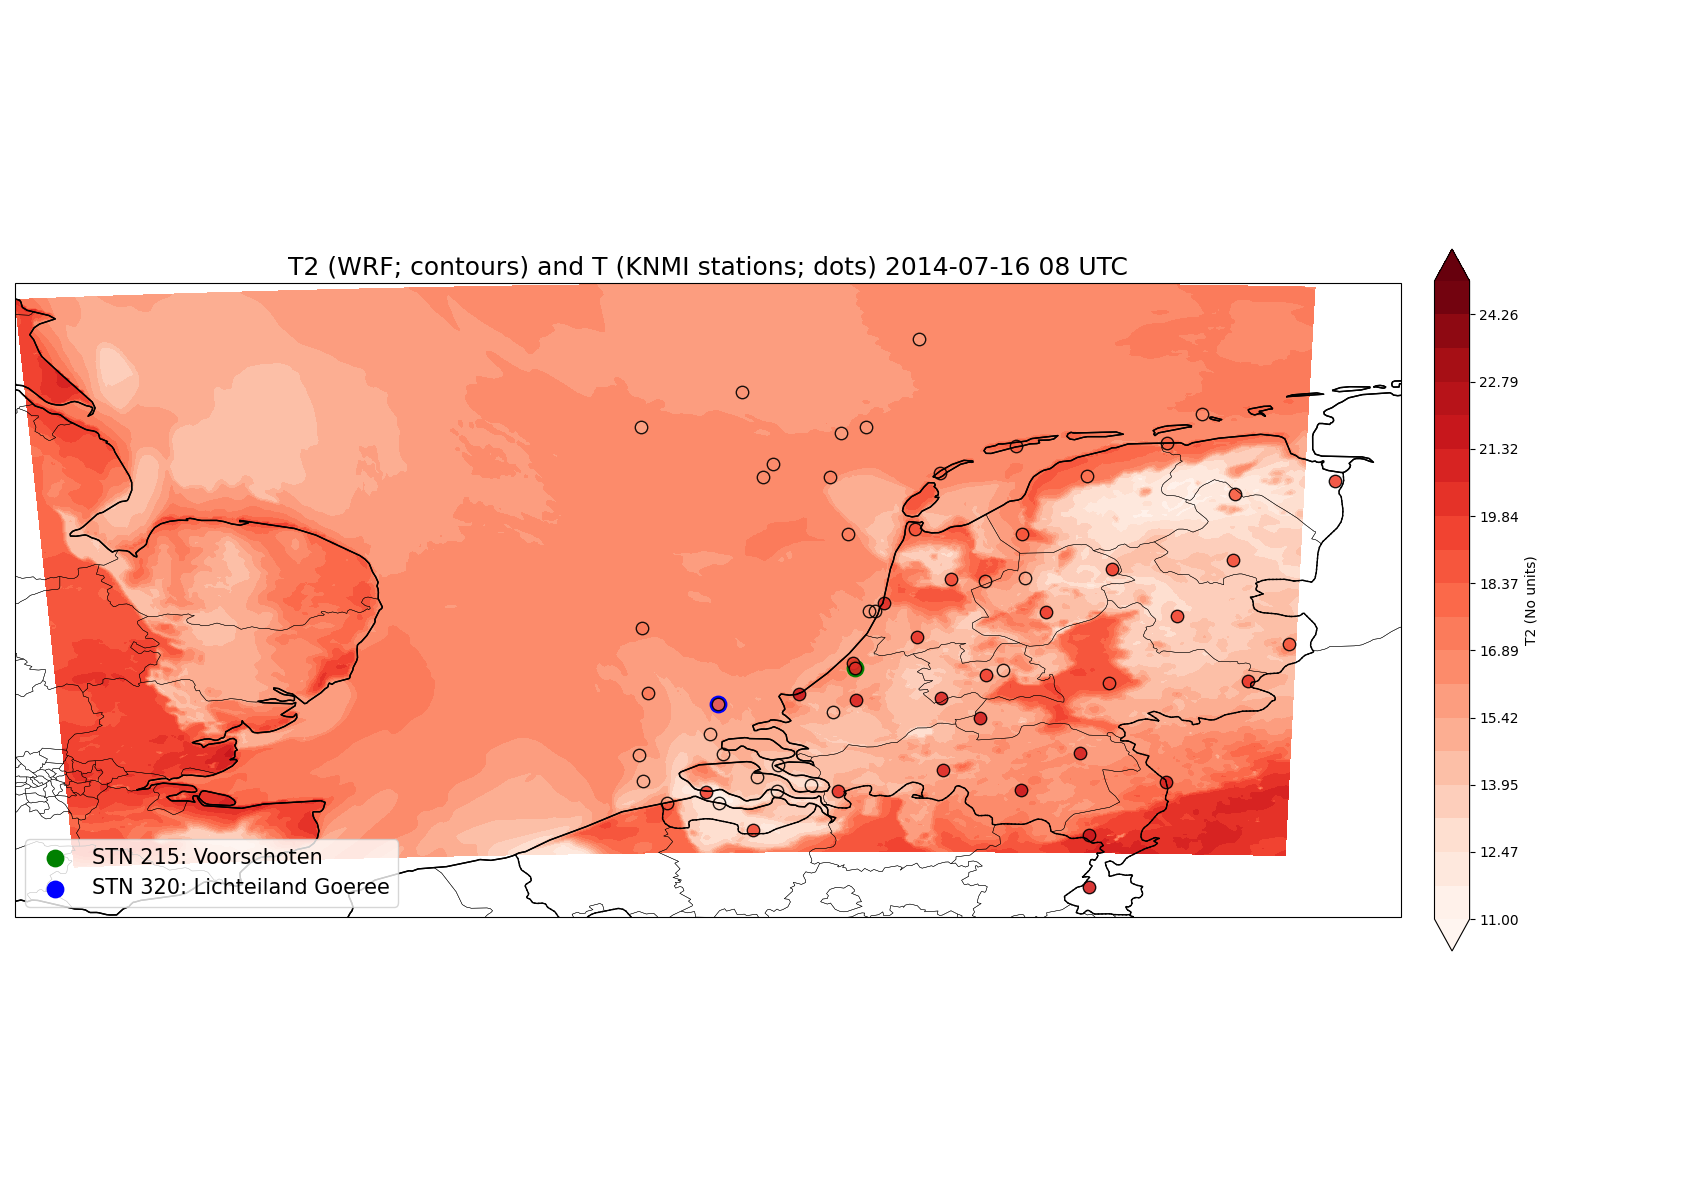 T2 (WRF; contours) and T (KNMI stations; dots) 2014-07-16 08 UTC
24.26
22.79
21.32
19.84
18.37
16.89
15.42
13.95
12.47
11.00
T2 (No units)
STN 215: Voorschoten
STN 320: Lichteiland Goeree